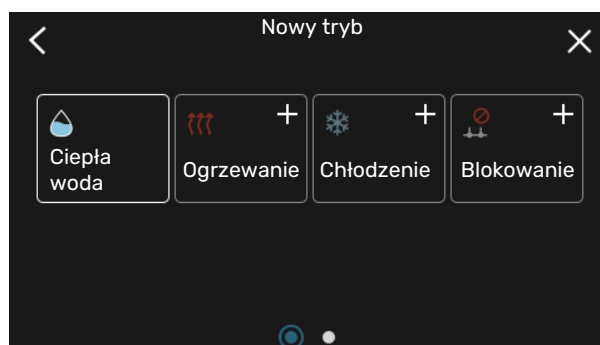 Nowy tryb
Ciepła
woda
Ogrzewanie
Chłodzenie
Blokowanie